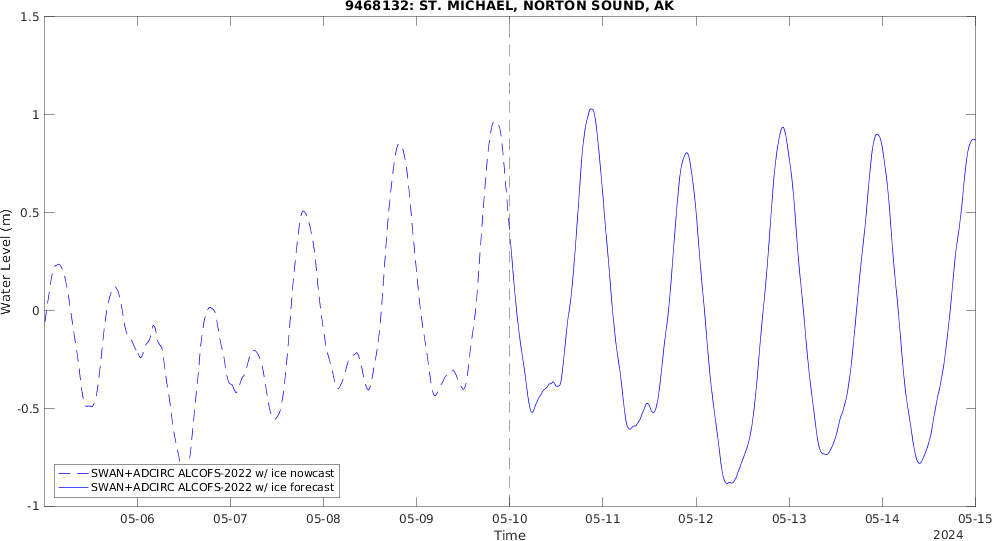 9468132: ST. MICHAEL, NORTON SOUND, AK
1.5
1
0.5
0
-0.5
-1
Water Level (m)
SWAN+ADCIRC ALCOFS-2022 w/ ice nowcast
SWAN+ADCIRC ALCOFS-2022 w/ ice forecast
05-06 05-07 05-08 05-09 05-10 05-11 05-12 05-13 05-14 05-15
Time
2024